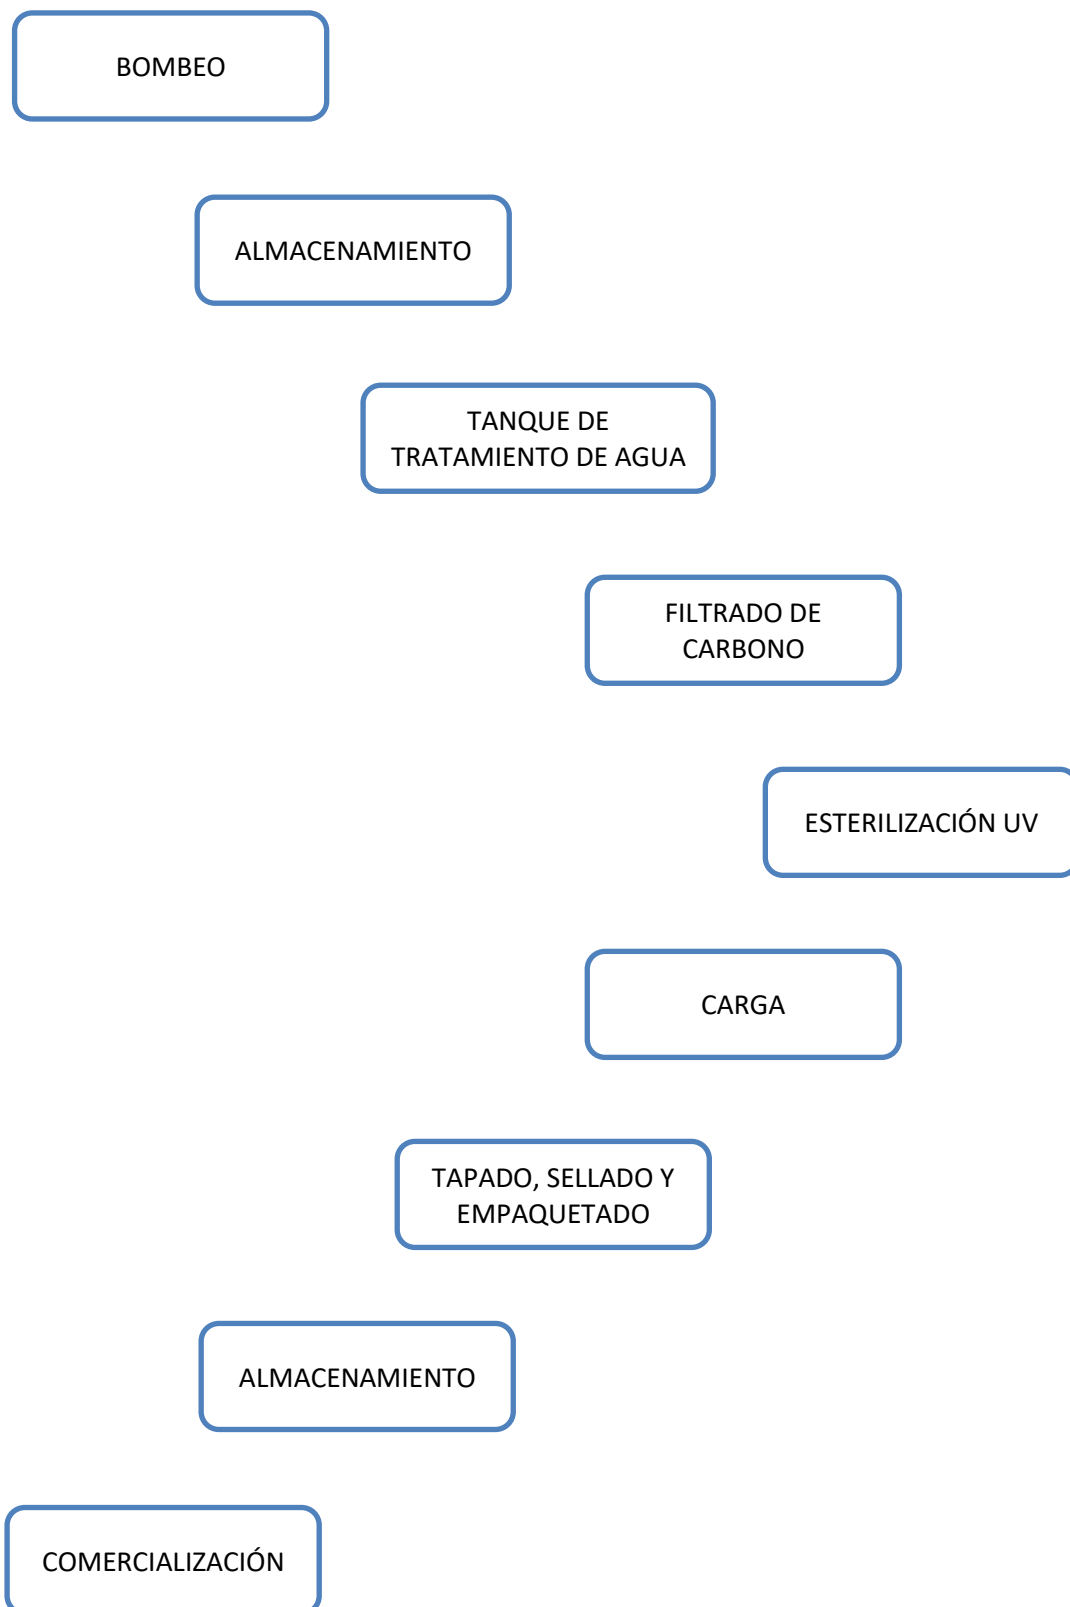 BOMBEO
ALMACENAMIENTO
TANQUE DE
TRATAMIENTO DE AGUA
FILTRADO DE
CARBONO
ESTERILIZACIÓN UV
CARGA
TAPADO, SELLADO Y
EMPAQUETADO
ALMACENAMIENTO
COMERCIALIZACIÓN